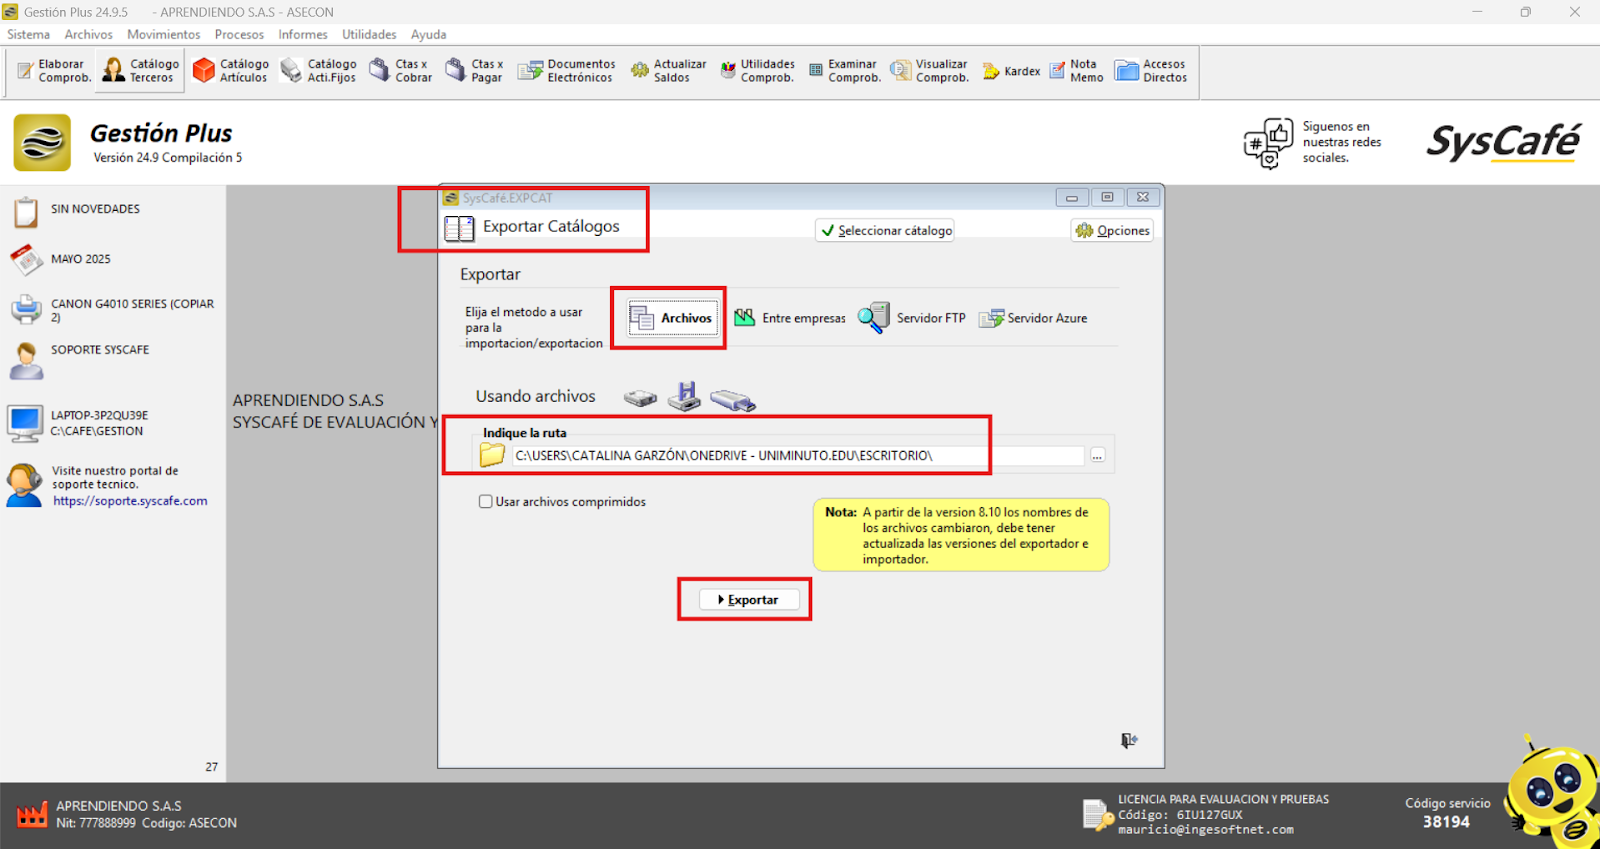 Gestión Plus 24.9.5 - APRENDIENDO S.A.S - ASECON
Sistema Archivos Movimientos Procesos Informes Utilidades Ayuda
Elaborar Comprob.
Catálogo Terceros
Catálogo Artículos
Catálogo Acti.Fijos
Ctas x Cobrar
Ctas x Pagar
Documentos Electrónicos
Actualizar Saldos
Utilidades Comprob.
Examinar Comprob.
Visualizar Comprob.
Kardex
Nota Memo
Accesos Directos
Gestión Plus
Versión 24.9 Compilación 5
Siguenos en
nuestras redes
sociales.
SysCafé
SIN NOVEDADES
MAYO 2025
CANON G4010 SERIES (COPIAR
2)
SOPORTE SYSCAFE
LAPTOP-3P2QU39E
C:\CAFE\GESTION
Visite nuestro portal de
soporte tecnico.
https://soporte.syscafe.com
27
APRENDIENDO S.A.S
SYSCAFÉ DE EVALUACIÓN Y
SysCafé.EXPCAT
Exportar Catálogos
Seleccionar cátalogo
Opciones
Exportar
Elija el metodo a usar
para la
importacion/exportacion
Archivos
Entre empresas
Servidor FTP
Servidor Azure
Usando archivos
Indique la ruta
C:\USERS\CATALINA GARZÓN\ONEDRIVE - UNIMINUTO.EDU\ESCRITORIO\
...
Usar archivos comprimidos
Nota: A partir de la version 8.10 los nombres de
los archivos cambiaron, debe tener
actualizada las versiones del exportador e
importador.
Exportar
APRENDIENDO S.A.S
Nit: 777888999 Codigo: ASECON
LICENCIA PARA EVALUACION Y PRUEBAS
Código: 6IU127GUX
mauricio@ingesoftnet.com
Código servicio
38194